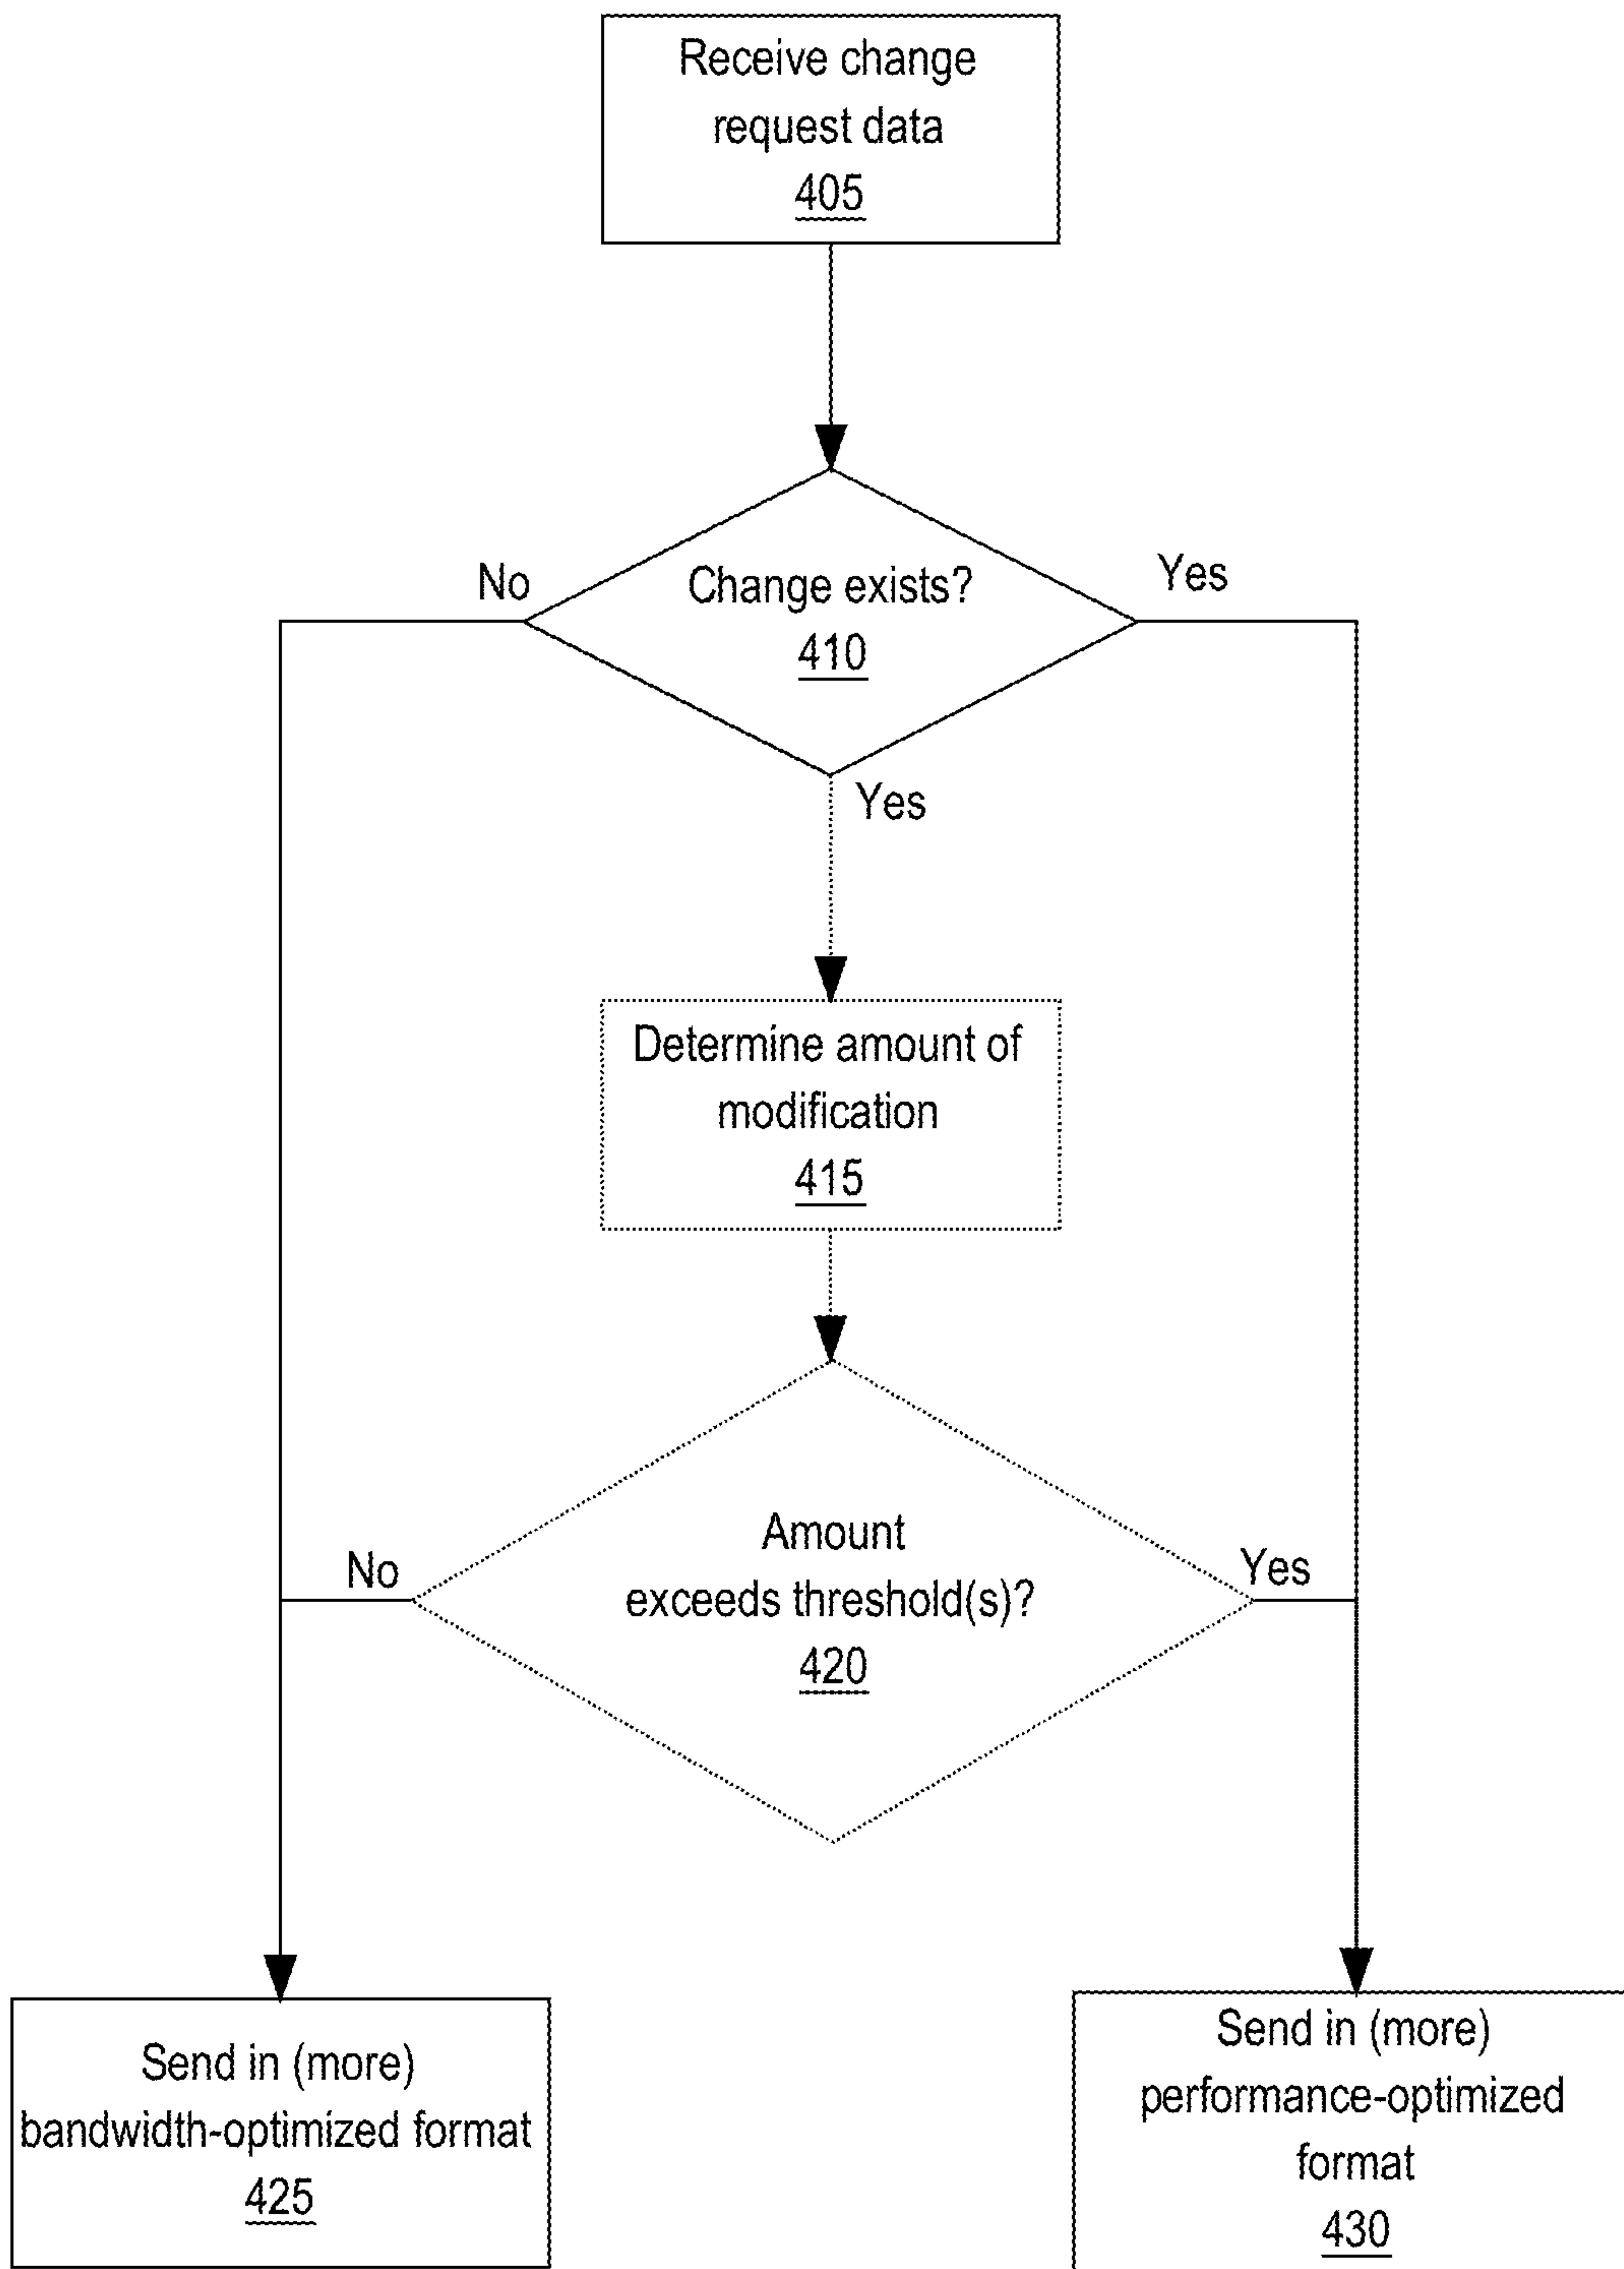 Receive change
request data
405
No
Change exists?
410
Yes
Yes
Determine amount of
modification
415
No
Amount
exceeds threshold(s)?
420
Yes
Send in (more)
bandwidth-optimized format
425
Send in (more)
performance-optimized
format
430